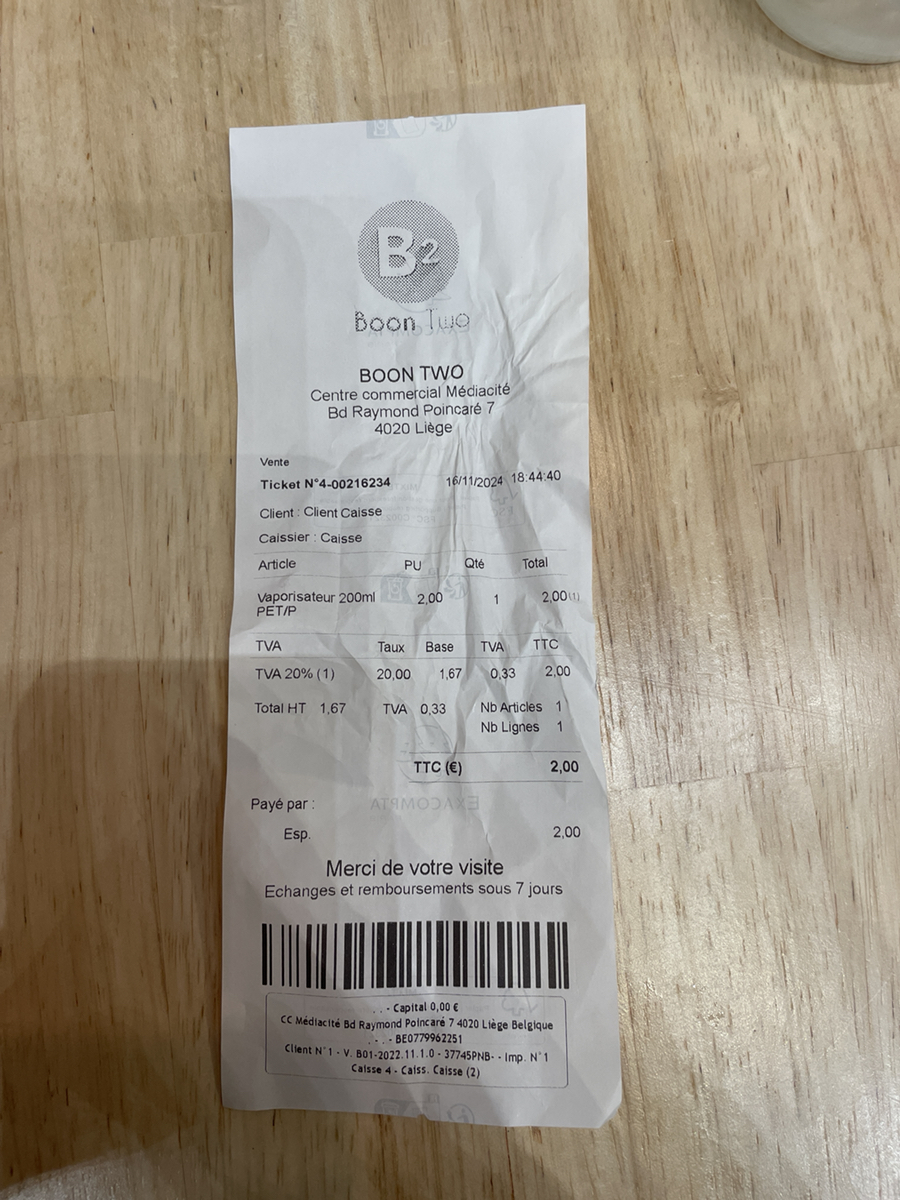 B2
Boon Two
BOON TWO
Centre commercial Médiacité
Bd Raymond Poincaré 7
4020 Liège
Vente
Ticket N°4-00216234 16/11/2024 18:44:40
Client : Client Caisse
Caissier : Caisse
Article PU Qté Total
Vaporisateur 200ml 2,00 1 2,00 (1)
PET/P
TVA Taux Base TVA TTC
TVA 20% (1) 20,00 1,67 0,33 2,00
Total HT 1,67 TVA 0,33 Nb Articles 1
Nb Lignes 1
TTC (€) 2,00
EXACOMPTA
Payé par :
Esp. 2,00
Merci de votre visite
Echanges et remboursements sous 7 jours
. . - Capital 0,00 €
CC Médiacité Bd Raymond Poincaré 7 4020 Liège Belgique
. . - . - BE0779962251
Client N°1 - V. B01-2022.11.1.0 - 37745PNB- - Imp. N°1
Caisse 4 - Caiss. Caisse (2)